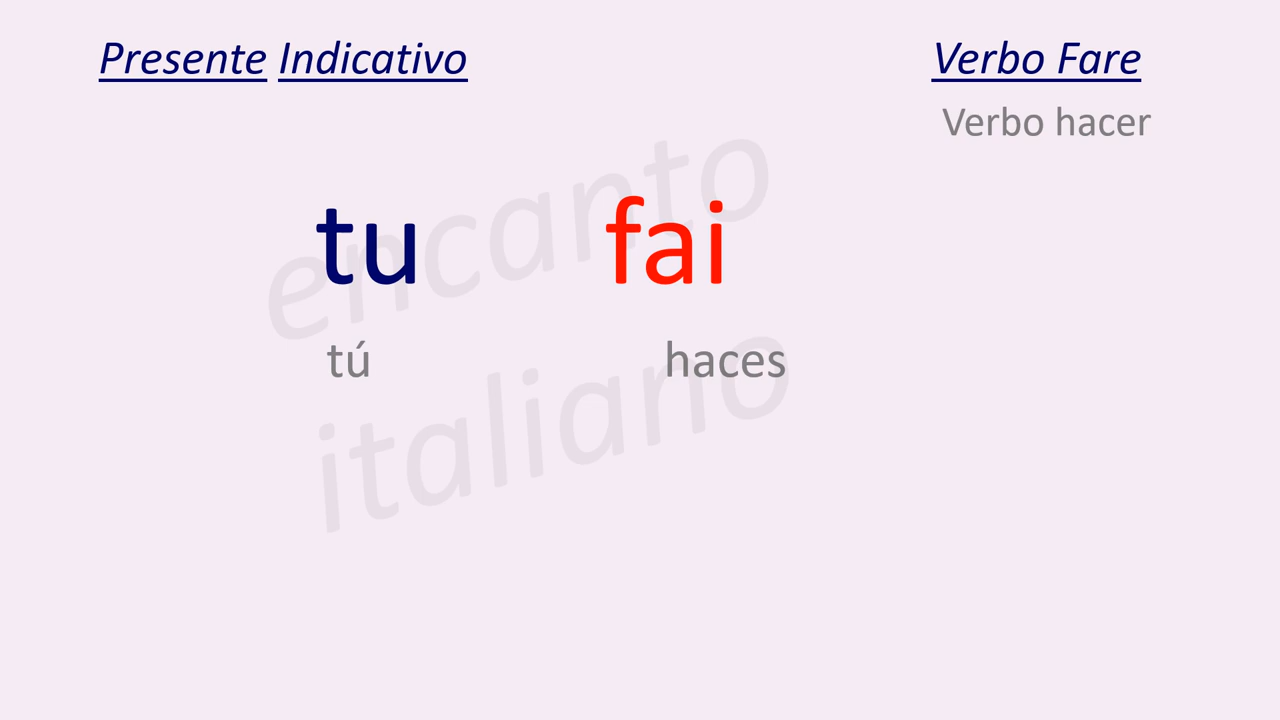 Presente Indicativo
Verbo Fare
Verbo hacer
tu fai
tú haces
encanto
italiano